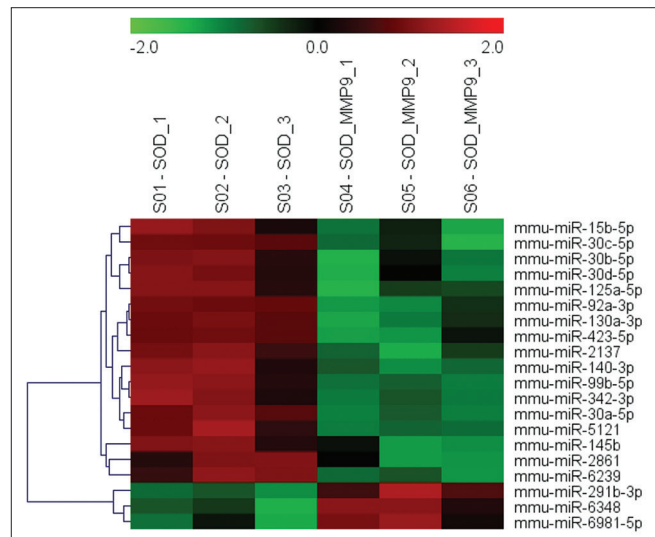 -2.0 0.0 2.0
S01 - SOD_1
S02 - SOD_2
S03 - SOD_3
S04 - SOD_MMP9_1
S05 - SOD_MMP9_2
S06 - SOD_MMP9_3
mmu-miR-15b-5p
mmu-miR-30c-5p
mmu-miR-30b-5p
mmu-miR-30d-5p
mmu-miR-125a-5p
mmu-miR-92a-3p
mmu-miR-130a-3p
mmu-miR-423-5p
mmu-miR-2137
mmu-miR-140-3p
mmu-miR-99b-5p
mmu-miR-342-3p
mmu-miR-30a-5p
mmu-miR-5121
mmu-miR-145b
mmu-miR-2861
mmu-miR-6239
mmu-miR-291b-3p
mmu-miR-6348
mmu-miR-6981-5p